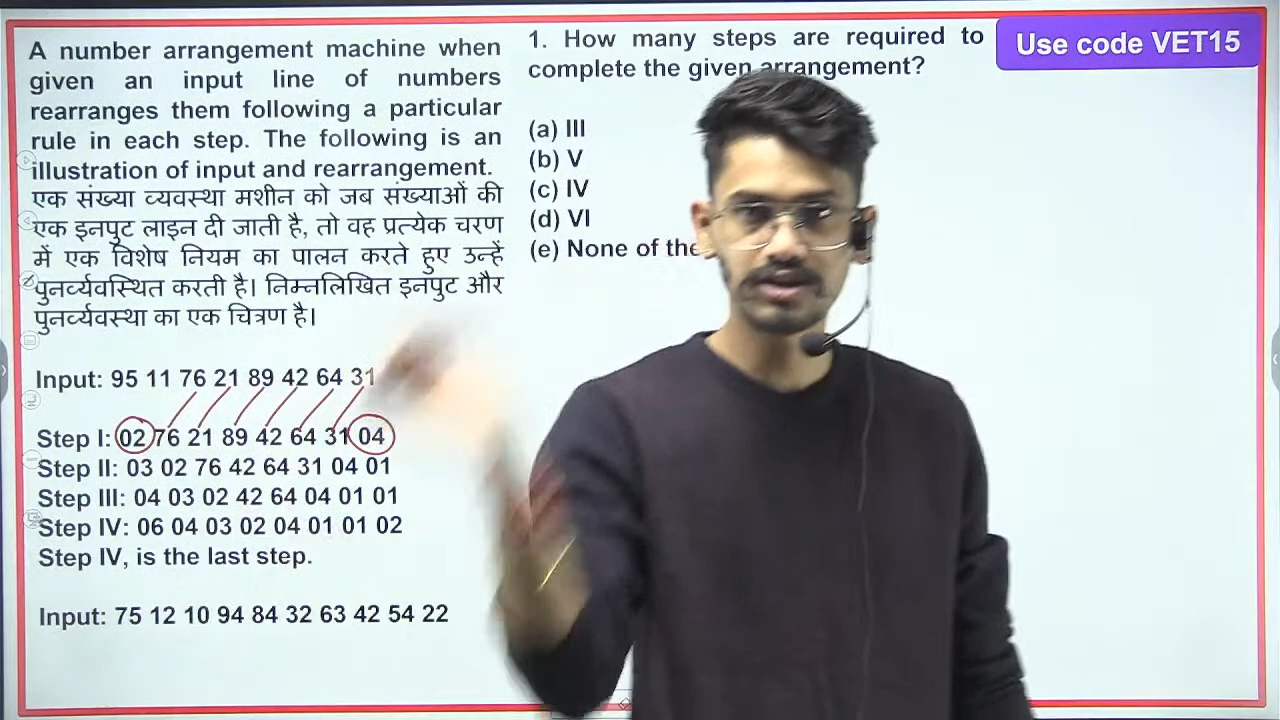 A number arrangement machine when
given an input line of numbers
rearranges them following a particular
rule in each step. The following is an
illustration of input and rearrangement.
एक संख्या व्यवस्था मशीन को जब संख्याओं की
एक इनपुट लाइन दी जाती है, तो वह प्रत्येक चरण
में एक विशेष नियम का पालन करते हुए उन्हें
पुनर्व्यवस्थित करती है। निम्नलिखित इनपुट और
पुनर्व्यवस्था का एक चित्रण है।
Input: 95 11 76 21 89 42 64 31
Step I: 02 76 21 89 42 64 31 04
Step II: 03 02 76 42 64 31 04 01
Step III: 04 03 02 42 64 04 01 01
Step IV: 06 04 03 02 04 01 01 02
Step IV, is the last step.
Input: 75 12 10 94 84 32 63 42 54 22
1. How many steps are required to
complete the given arrangement?
(a) III
(b) V
(c) IV
(d) VI
(e) None of the
Use code VET15